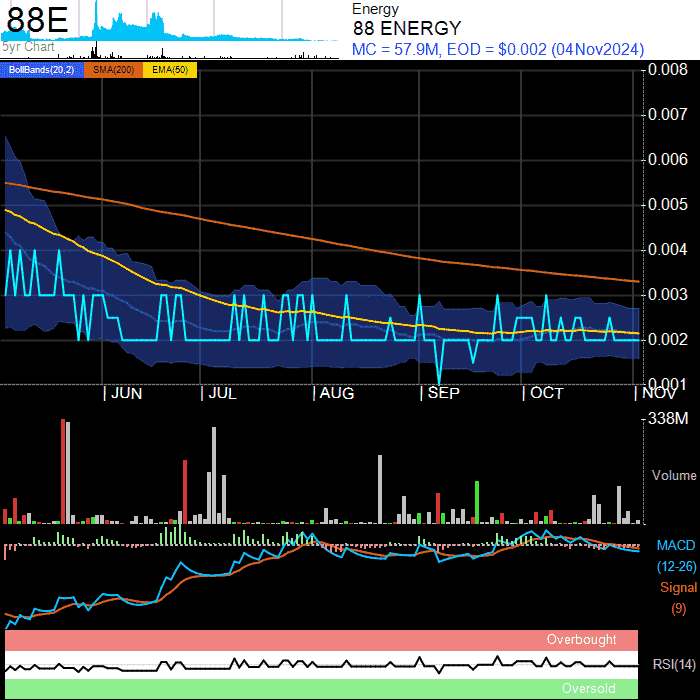 88E
5yr Chart
Energy
88 ENERGY
MC = 57.9M, EOD = $0.002 (04Nov2024)
BollBands(20,2) SMA(200) EMA(50)
0.008
0.007
0.006
0.005
0.004
0.003
0.002
0.001
JUN JUL AUG SEP OCT NOV
338M
Volume
MACD
(12-26)
Signal
(9)
Overbought
RSI(14)
Oversold